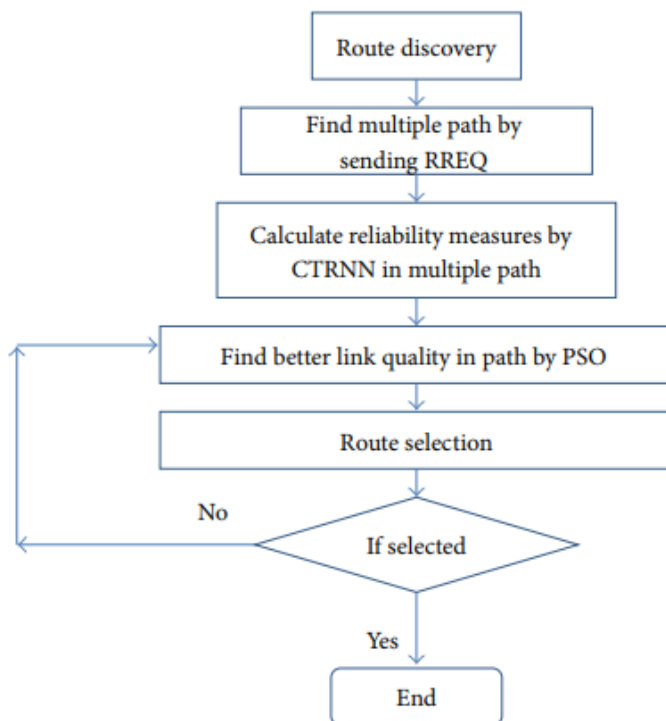 Route discovery
Find multiple path by
sending RREQ
Calculate reliability measures by
CTRNN in multiple path
Find better link quality in path by PSO
Route selection
No
If selected
Yes
End